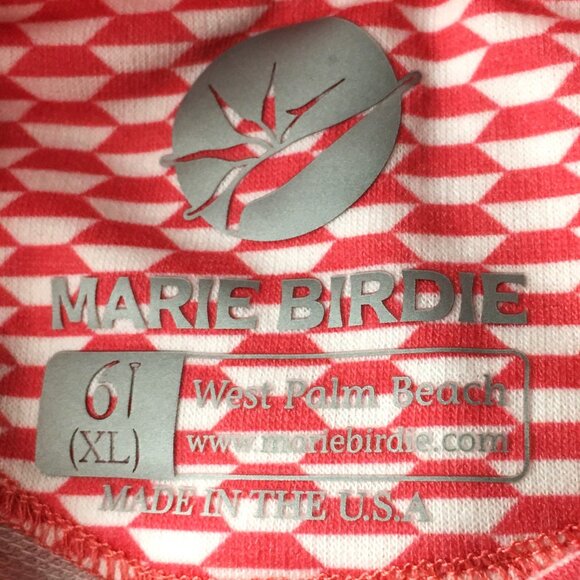 MARIE BIRDIE
6
(XL)
West Palm Beach
www.mariebirdie.com
MADE IN THE U.S.A